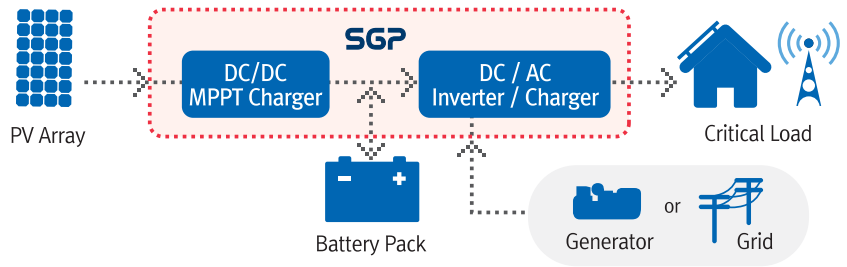 SGP
DC/DC
MPPT Charger
DC / AC
Inverter / Charger
PV Array
Critical Load
Battery Pack
Generator
or
Grid